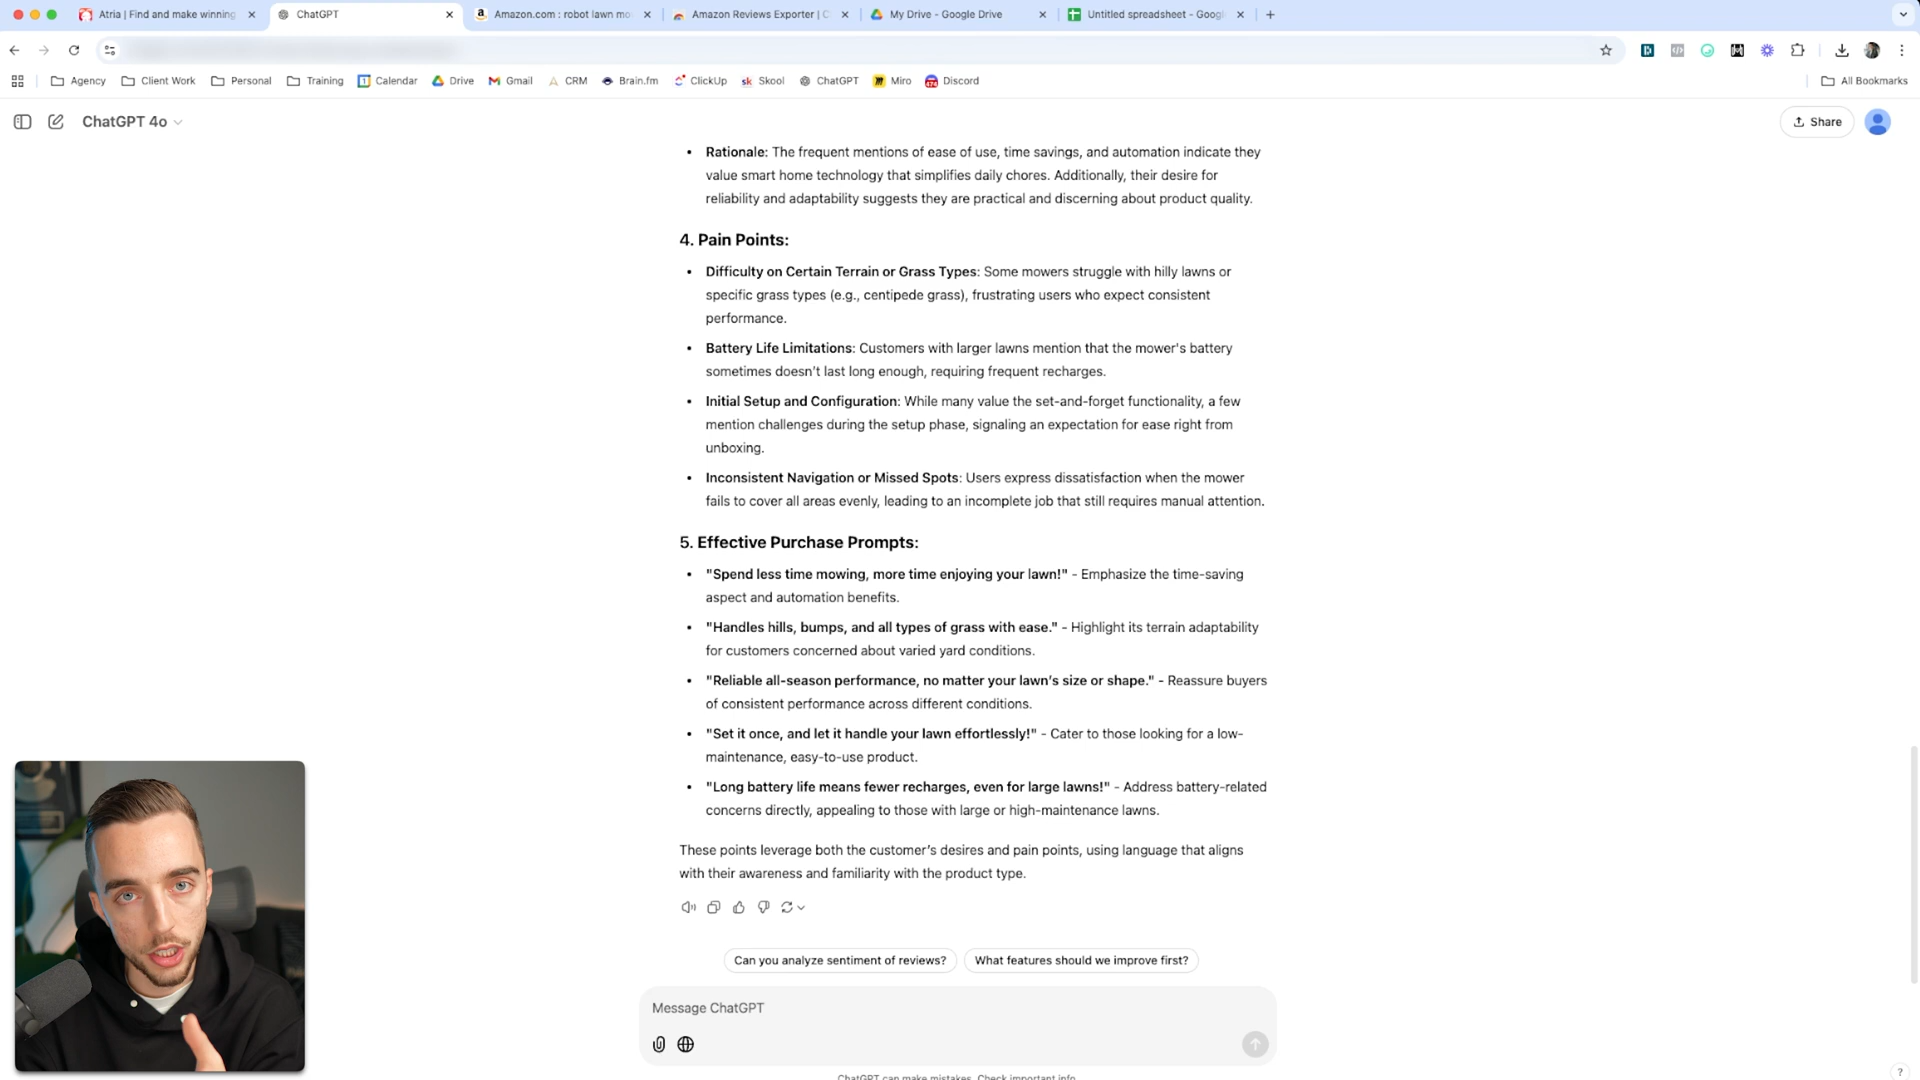 Atria | Find and make winning
ChatGPT
Amazon.com : robot lawn mo
Amazon Reviews Exporter | C
My Drive - Google Drive
Untitled spreadsheet - Googl
Agency
Client Work
Personal
Training
Calendar
Drive
Gmail
CRM
Brain.fm
ClickUp
Skool
ChatGPT
Miro
Discord
All Bookmarks
ChatGPT 4o
Share
• Rationale: The frequent mentions of ease of use, time savings, and automation indicate they
value smart home technology that simplifies daily chores. Additionally, their desire for
reliability and adaptability suggests they are practical and discerning about product quality.
4. Pain Points:
• Difficulty on Certain Terrain or Grass Types: Some mowers struggle with hilly lawns or
specific grass types (e.g., centipede grass), frustrating users who expect consistent
performance.
• Battery Life Limitations: Customers with larger lawns mention that the mower's battery
sometimes doesn't last long enough, requiring frequent recharges.
• Initial Setup and Configuration: While many value the set-and-forget functionality, a few
mention challenges during the setup phase, signaling an expectation for ease right from
unboxing.
• Inconsistent Navigation or Missed Spots: Users express dissatisfaction when the mower
fails to cover all areas evenly, leading to an incomplete job that still requires manual attention.
5. Effective Purchase Prompts:
• "Spend less time mowing, more time enjoying your lawn!" - Emphasize the time-saving
aspect and automation benefits.
• "Handles hills, bumps, and all types of grass with ease." - Highlight its terrain adaptability
for customers concerned about varied yard conditions.
• "Reliable all-season performance, no matter your lawn's size or shape." - Reassure buyers
of consistent performance across different conditions.
• "Set it once, and let it handle your lawn effortlessly!" - Cater to those looking for a low-
maintenance, easy-to-use product.
• "Long battery life means fewer recharges, even for large lawns!" - Address battery-related
concerns directly, appealing to those with large or high-maintenance lawns.
These points leverage both the customer's desires and pain points, using language that aligns
with their awareness and familiarity with the product type.
Can you analyze sentiment of reviews?
What features should we improve first?
Message ChatGPT
ChatGPT can make mistakes. Check important info.
?